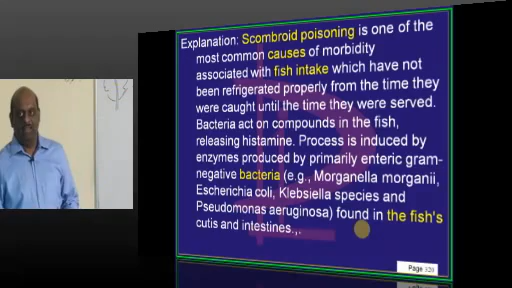 Explanation: Scombroid poisoning is one of the
most common causes of morbidity
associated with fish intake which have not
been refrigerated properly from the time they
were caught until the time they were served.
Bacteria act on compounds in the fish,
releasing histamine. Process is induced by
enzymes produced by primarily enteric gram-
negative bacteria (e.g., Morganella morganii,
Escherichia coli, Klebsiella species and
Pseudomonas aeruginosa) found in the fish's
cutis and intestines.,.
Page 120